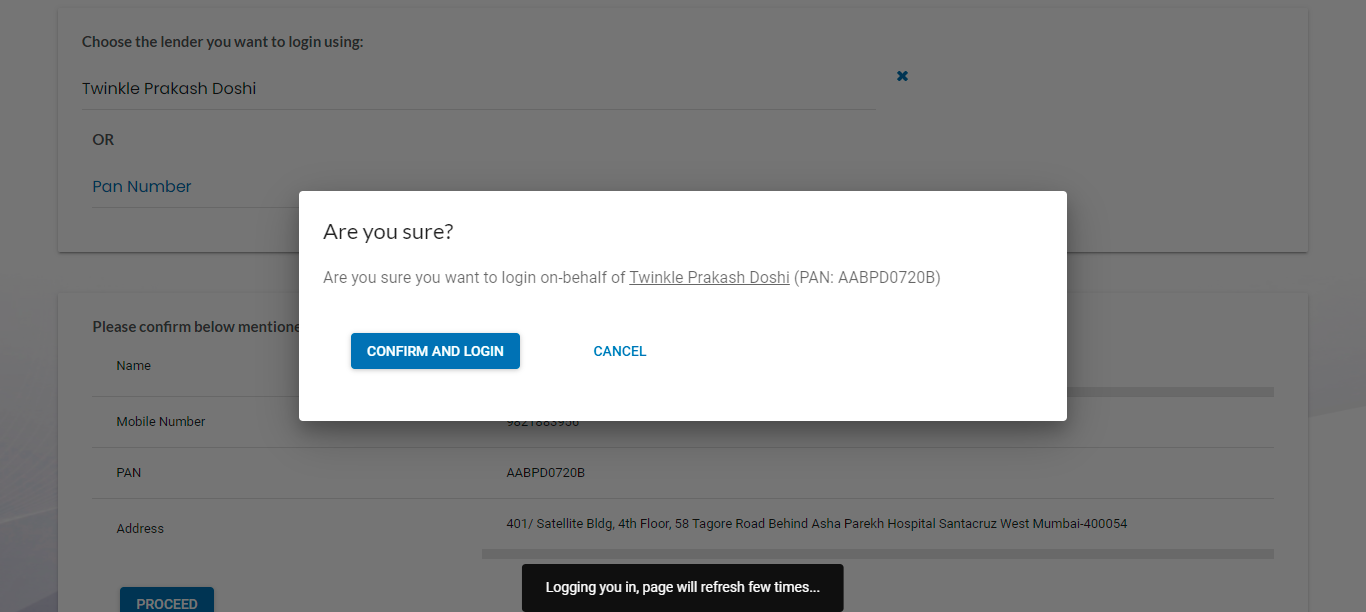 Choose the lender you want to login using:
Twinkle Prakash Doshi
OR
Pan Number
Are you sure?
Are you sure you want to login on-behalf of Twinkle Prakash Doshi (PAN: AABPD0720B)
CONFIRM AND LOGIN CANCEL
Please confirm below
Name
Mobile Number
PAN AABPD0720B
Address 401/ Satellite Bldg, 4th Floor, 58 Tagore Road Behind Asha Parekh Hospital Santacruz West Mumbai-400054
PROCEED
Logging you in, page will refresh few times...